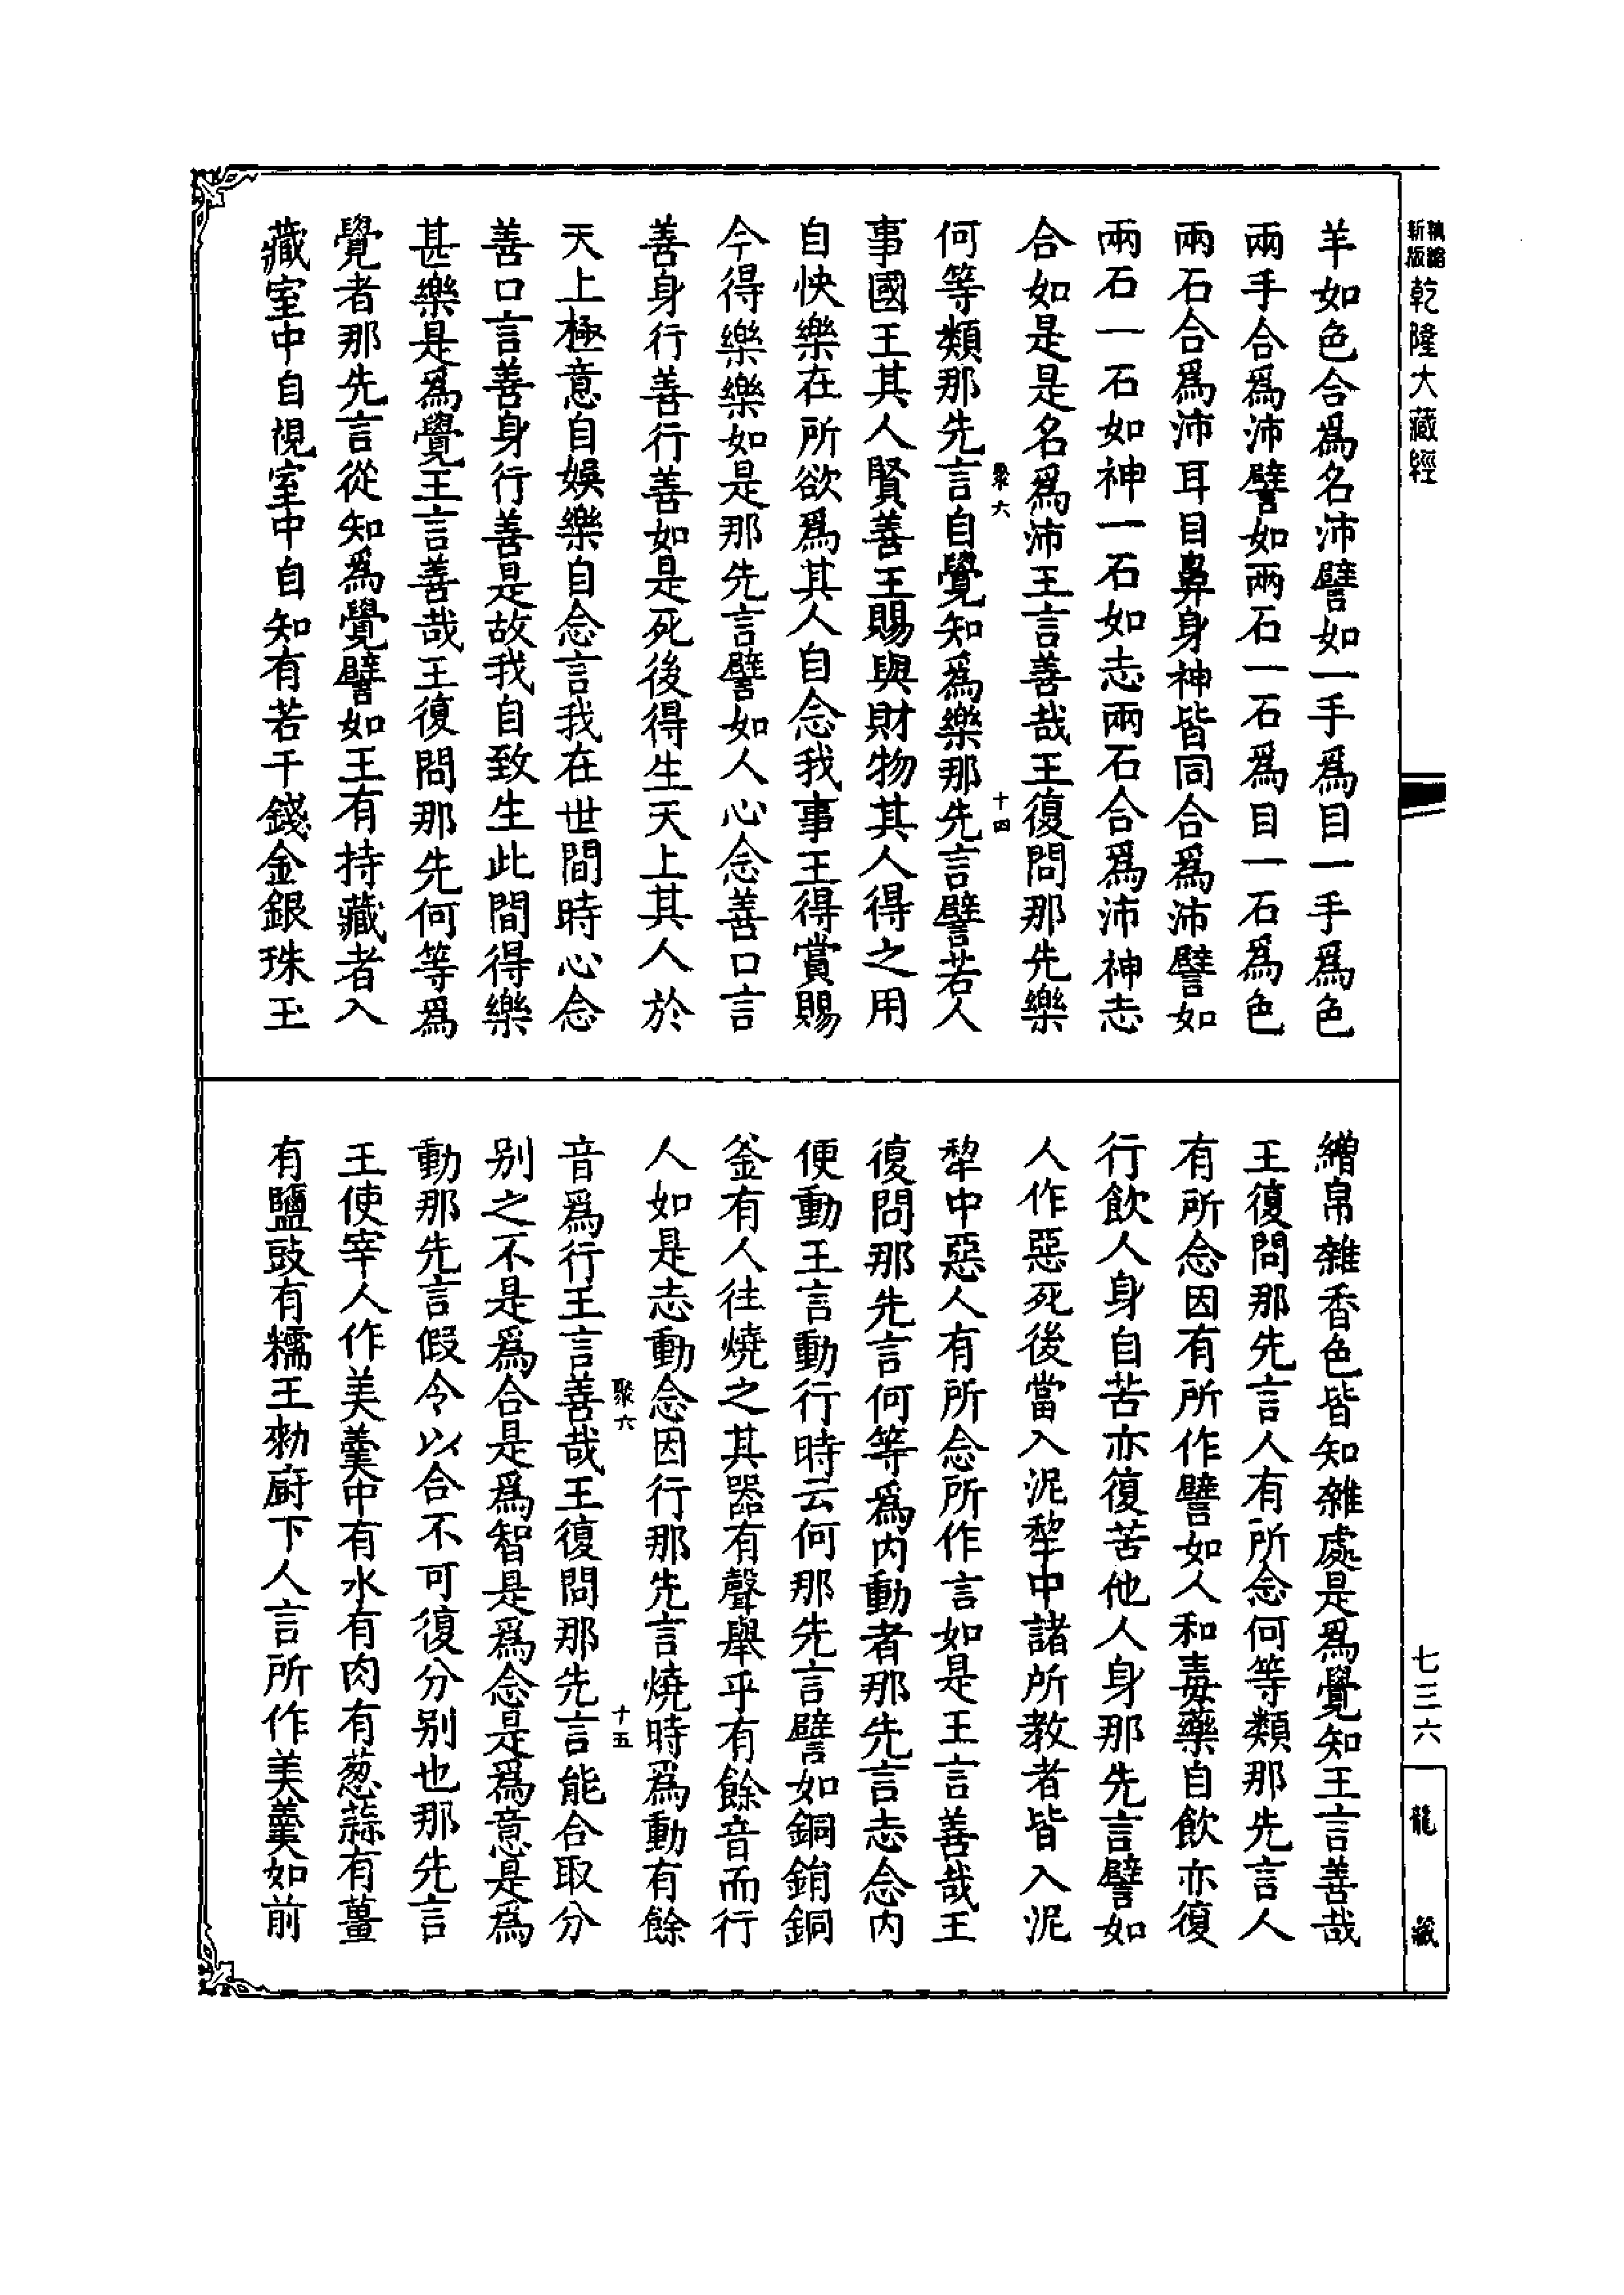 新版
乾隆大藏經
羊如色合爲名沛譬如一手爲目一手爲色
兩手合爲沛譬如兩石一石爲目一石爲色
兩石合爲沛耳目鼻身神皆同合爲沛譬如
兩石一石如神一石如志兩石合爲沛神志
合如是是名爲沛王言善哉王復問那先樂
聚六
十四
何等類那先言自覺知爲樂那先言譬若人
事國王其人賢善王賜與財物其人得之用
自快樂在所欲爲其人自念我事王得賞賜
今得樂樂如是那先言譬如人心念善口言
善身行善行善如是死後得生天上其人於
天上極意自娛樂自念言我在世間時心念
善口言善身行善是故我自致生此間得樂
甚樂是爲覺王言善哉王復問那先何等爲
覺者那先言從知爲覺譬如王有持藏者入
藏室中自視室中自知有若干錢金銀珠玉
繒帛雜香色皆知雜處是爲覺知王言善哉
王復問那先言人有所念何等類那先言人
有所念因有所作譬如人和毒藥自飲亦復
行飲人身自苦亦復苦他人身那先言譬如
人作惡死後當入泥犂中諸所教者皆入泥
犂中惡人有所念所作言如是王言善哉王
復問那先言何等爲內動者那先言志念內
便動王言動行時云何那先言譬如銅銷銅
釜有人往燒之其器有聲舉乎有餘音而行
人如是志動念因行那先言燒時爲動有餘
聚六
十五
音爲行王言善哉王復問那先言能合取分
别之不是爲合是爲智是爲念是爲意是爲
動那先言假令以合不可復分别也那先言
王使宰人作美羹中有水有肉有葱蒜有薑
有鹽豉有糯王勑廚下人言所作美羹如前
七三六
龍藏